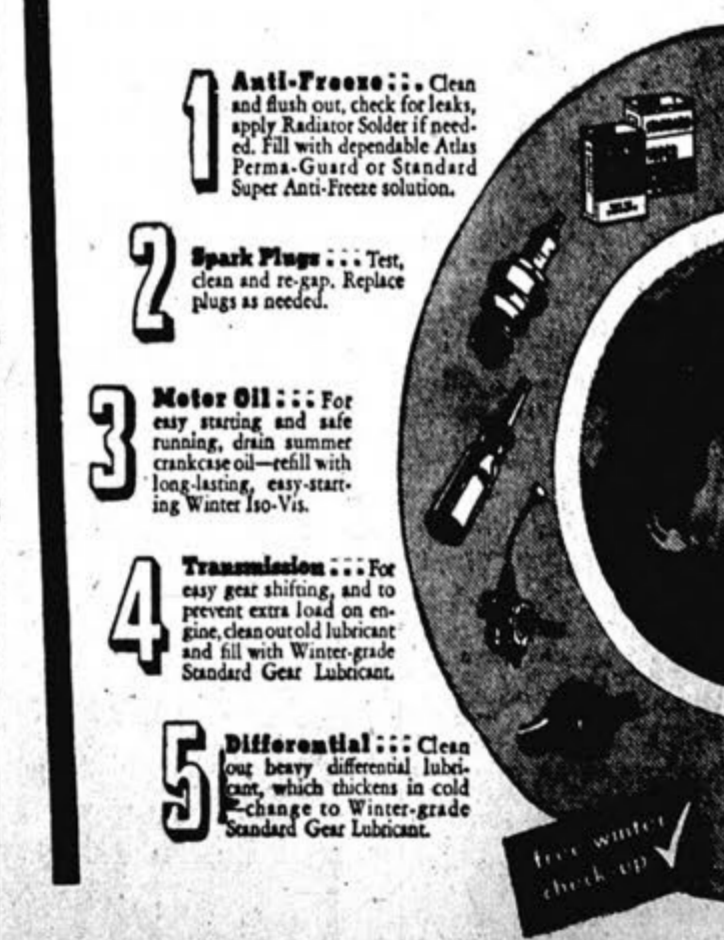 1
Anti-Freeze : : . Clean
and flush out, check for leaks,
apply Radiator Solder if need-
ed. Fill with dependable Atlas
Perma-Guard or Standard
Super Anti-Freeze solution.
2
Spark Plugs : : : Test,
clean and re-gap. Replace
plugs as needed.
3
Motor Oil : : : For
easy starting and safe
running, drain summer
crankcase oil—refill with
long-lasting, easy-start-
ing Winter Iso-Vis.
4
Transmission : : : For
easy gear shifting, and to
prevent extra load on en-
gine, clean out old lubricant
and fill with Winter-grade
Standard Gear Lubricant.
5
Differential : : : Clean
out heavy differential lubri-
cant, which thickens in cold
—change to Winter-grade
Standard Gear Lubricant.
free winter
check-up